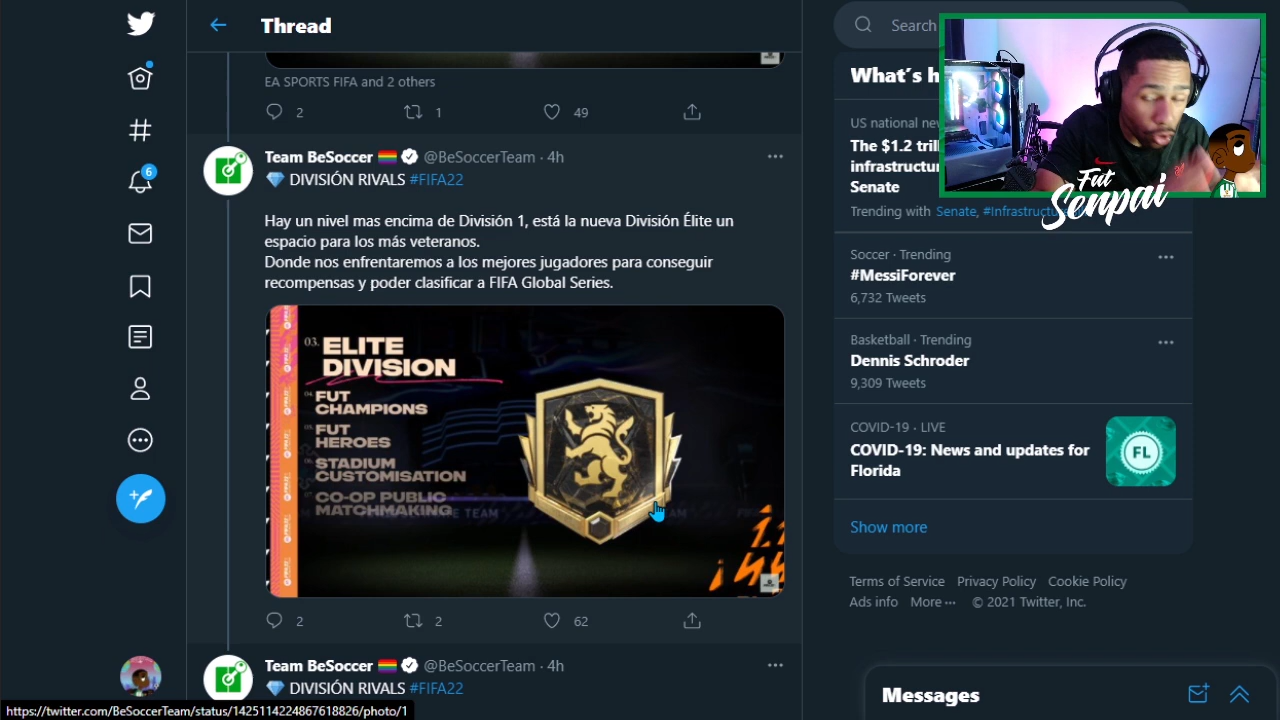 Thread
Search
EA SPORTS FIFA and 2 others
2
1
49
Team BeSoccer @BeSoccerTeam · 4h
DIVISIÓN RIVALS #FIFA22
Hay un nivel mas encima de División 1, está la nueva División Élite un
espacio para los más veteranos.
Donde nos enfrentaremos a los mejores jugadores para conseguir
recompensas y poder clasificar a FIFA Global Series.
03. ELITE
DIVISION
FUT
CHAMPIONS
FUT
HEROES
STADIUM
CUSTOMISATION
CO-OP PUBLIC
MATCHMAKING
2
2
62
Team BeSoccer @BeSoccerTeam · 4h
DIVISIÓN RIVALS #FIFA22
6
https://twitter.com/BeSoccerTeam/status/1425114224867618826/photo/1
What's h
US national
The $1.2 tril
infrastructu
Senate
Trending with Senate,
Fut
Senpai
Soccer · Trending
#MessiForever
6,732 Tweets
Basketball · Trending
Dennis Schroder
9,309 Tweets
COVID-19 · LIVE
COVID-19: News and updates for
Florida
FL
Show more
Terms of Service Privacy Policy Cookie Policy
Ads info More ··· © 2021 Twitter, Inc.
Messages